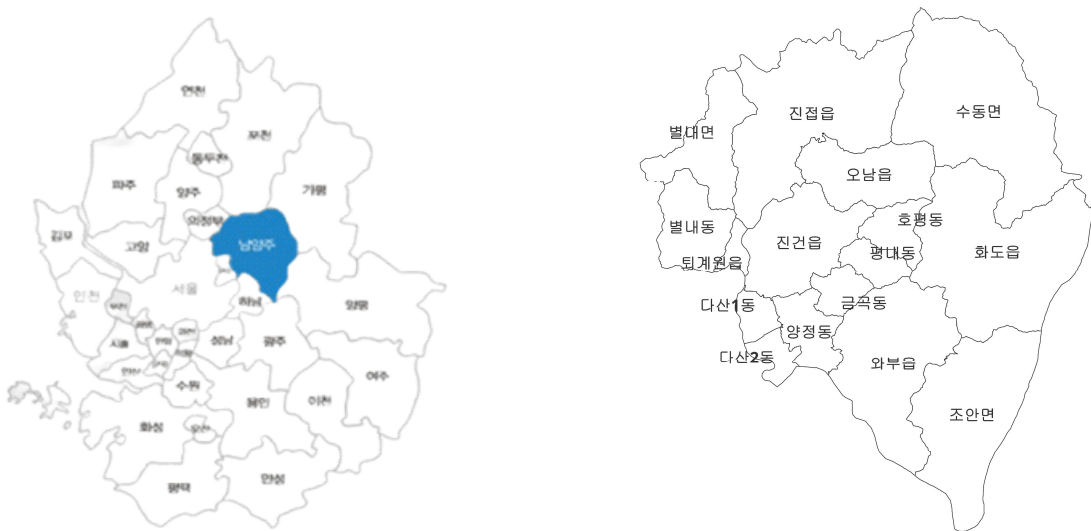 연천
포천
동두천
파주
양주
가평
의정부
김포
고양
남양주
인천
서울
하남
양평
시흥
성남
광주
수원
여주
용인
이천
화성
오산
평택
안성
수동면
진접읍
별내면
오남읍
호평동
별내동
진건읍
평내동
화도읍
퇴계원읍
다산1동
금곡동
양정동
다산2동
와부읍
조안면